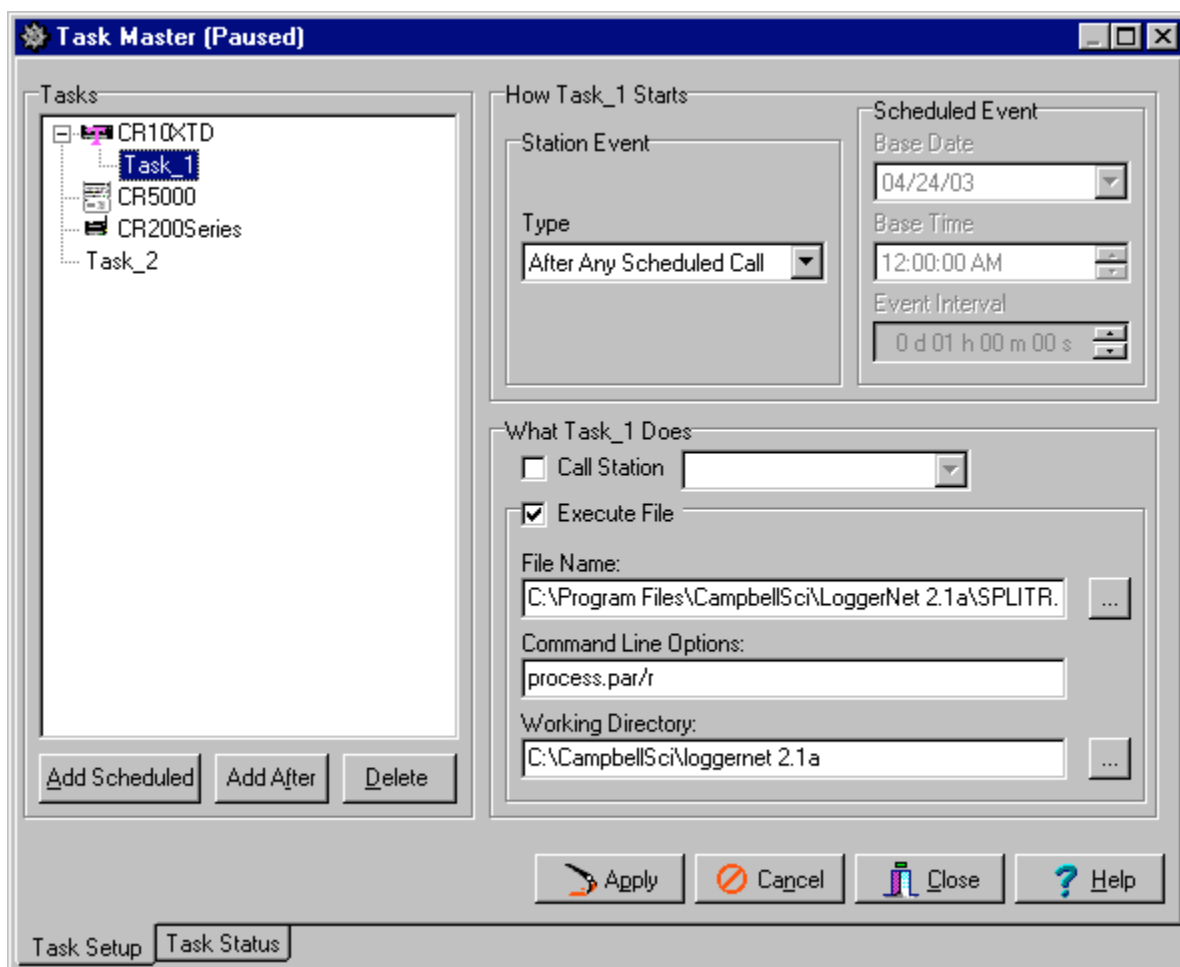 Task Master (Paused)
Tasks
CR10XTD
Task_1
CR5000
CR200Series
Task_2
Add Scheduled
Add After
Delete
How Task_1 Starts
Station Event
Type
After Any Scheduled Call
Scheduled Event
Base Date
04/24/03
Base Time
12:00:00 AM
Event Interval
0 d 01 h 00 m 00 s
What Task_1 Does
Call Station
Execute File
File Name:
C:\Program Files\CampbellSci\LoggerNet 2.1a\SPLITR.
...
Command Line Options:
process.par/r
Working Directory:
C:\CampbellSci\loggernet 2.1a
...
Apply
Cancel
Close
Help
Task Setup
Task Status